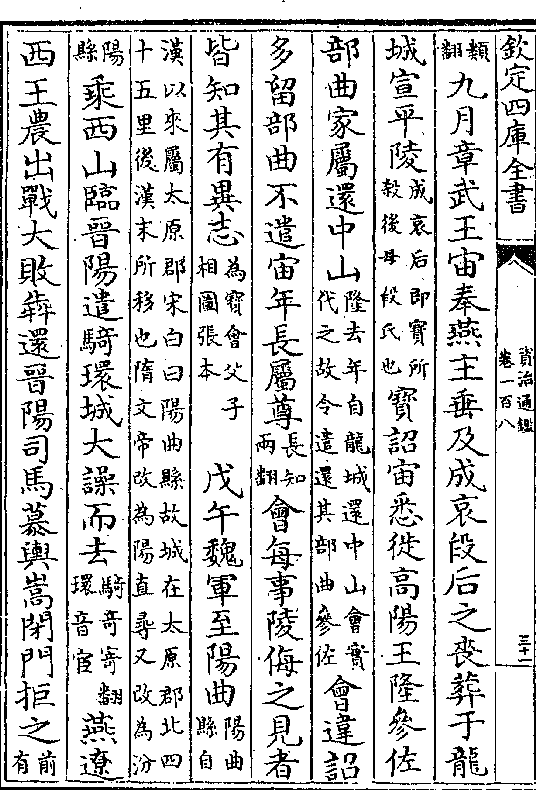 欽定四庫全書
資治通鑑
卷一百八
三十一
類翻九月章武王宙奉燕主垂及成哀段后之喪葬于龍
城宣平陵成哀后即寶所殺後母段氏也寶詔宙悉徙高陽王隆參佐
部曲家屬還中山隆去年自龍城還中山會實代之故令遣還其部曲參佐會違詔
多留部曲不遣宙年長屬尊長知兩翻會每事陵侮之見者
皆知其有異志為寶會父子相圖張本戊午魏軍至陽曲陽曲縣自
漢以來屬太原郡宋白曰陽曲縣故城在太原郡北四
十五里後漢末所移也隋文帝改為陽直尋又改為汾
陽縣乘西山臨晉陽遣騎環城大譟而去騎奇寄翻環音宦燕遼
西王農出戰大敗犇還晉陽司馬慕輿嵩閉門拒之前有